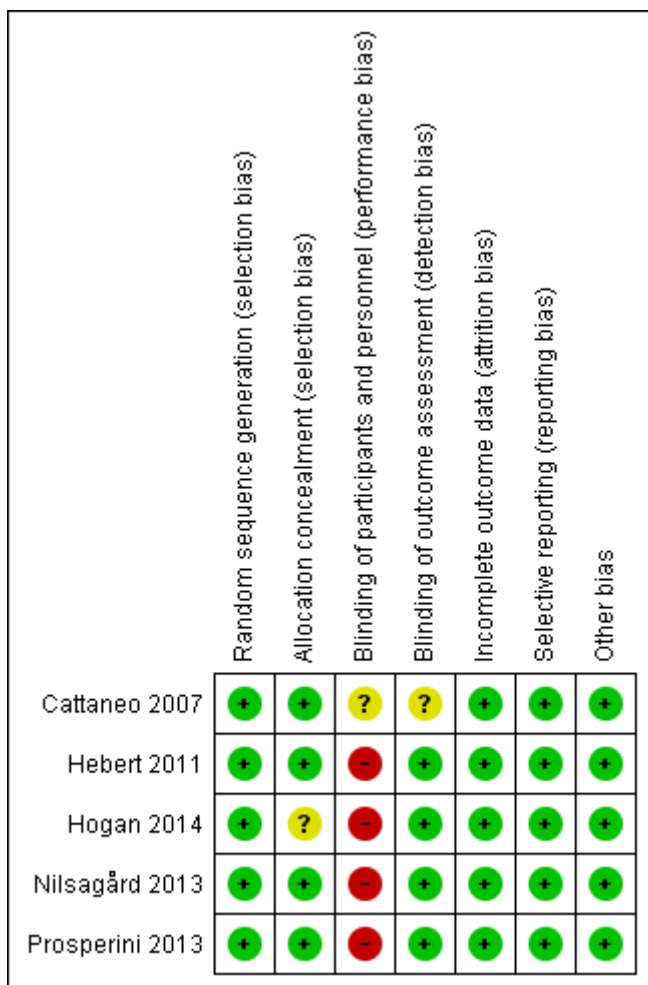 Random sequence generation (selection bias)
Allocation concealment (selection bias)
Blinding of participants and personnel (performance bias)
Blinding of outcome assessment (detection bias)
Incomplete outcome data (attrition bias)
Selective reporting (reporting bias)
Other bias
Cattaneo 2007 + + ? ? + + +
Hebert 2011 + + - + + + +
Hogan 2014 + ? - + + + +
Nilsagård 2013 + + - + + + +
Prosperini 2013 + + - + + + +